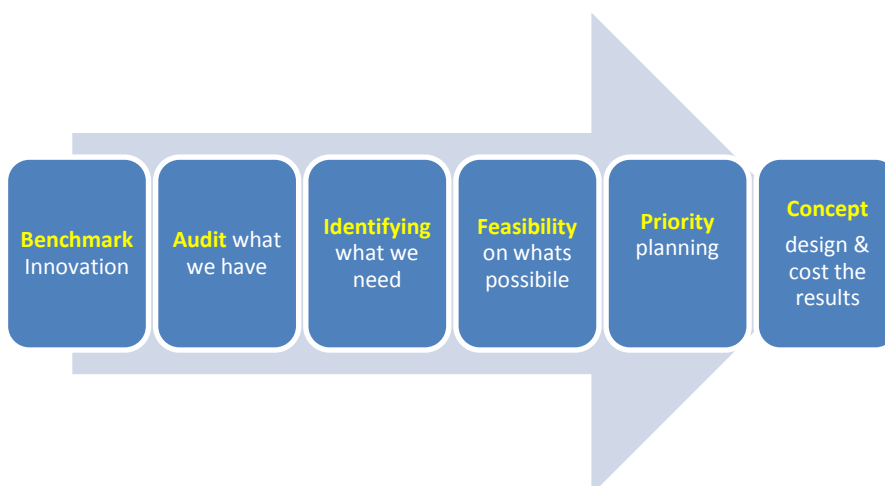 Benchmark
Innovation
Audit what
we have
Identifying
what we
need
Feasibility
on whats
possibile
Priority
planning
Concept
design &
cost the
results